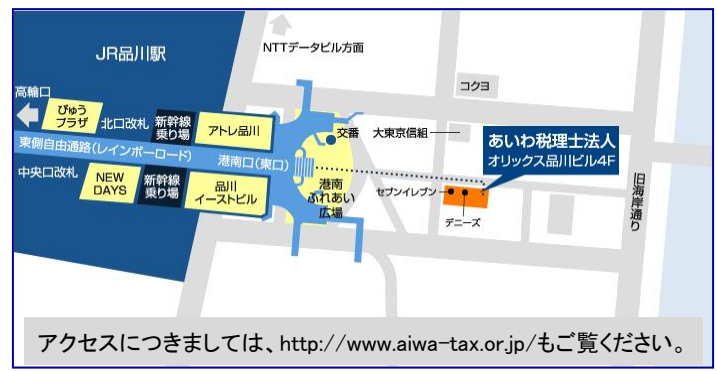 JR品川駅
NTTデータビル方面
コクヨ
高輪口
びゅう
プラザ
北口改札
新幹線
乗り場
アトレ品川
交番
大東京信組
あいわ税理士法人
オリックス品川ビル4F
東側自由通路(レインボーロード)
港南口(東口)
中央口改札
NEW
DAYS
新幹線
乗り場
品川
イーストビル
港南
ふれあい
広場
セブンイレブン
デニーズ
旧海岸通り
アクセスにつきましては、http://www.aiwa-tax.or.jp/もご覧ください。